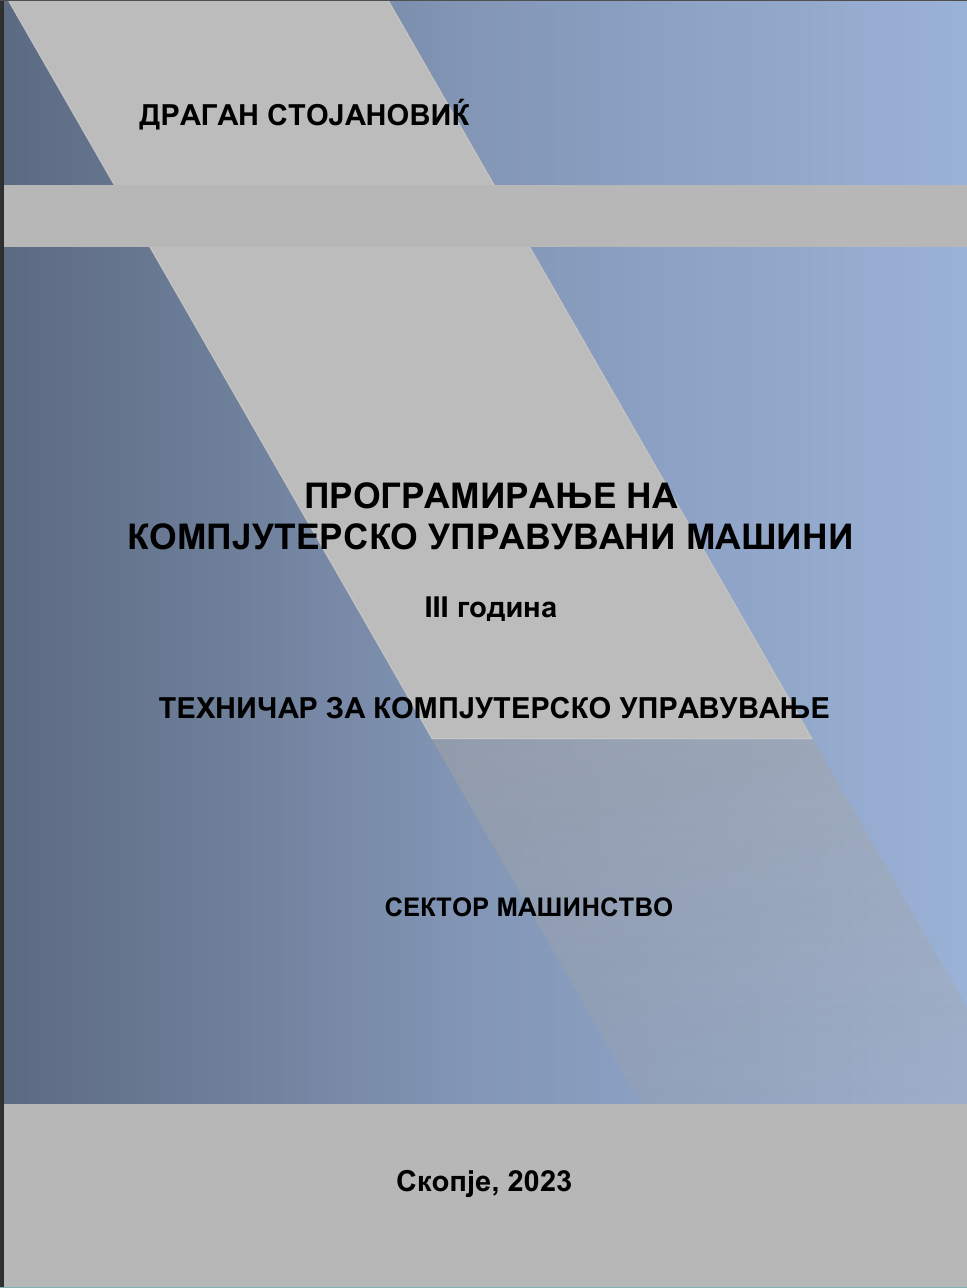 ДРАГАН СТОЈАНОВИЌ
ПРОГРАМИРАЊЕ НА
КОМПЈУТЕРСКО УПРАВУВАНИ МАШИНИ
III година
ТЕХНИЧАР ЗА КОМПЈУТЕРСКО УПРАВУВАЊЕ
СЕКТОР МАШИНСТВО
Скопје, 2023